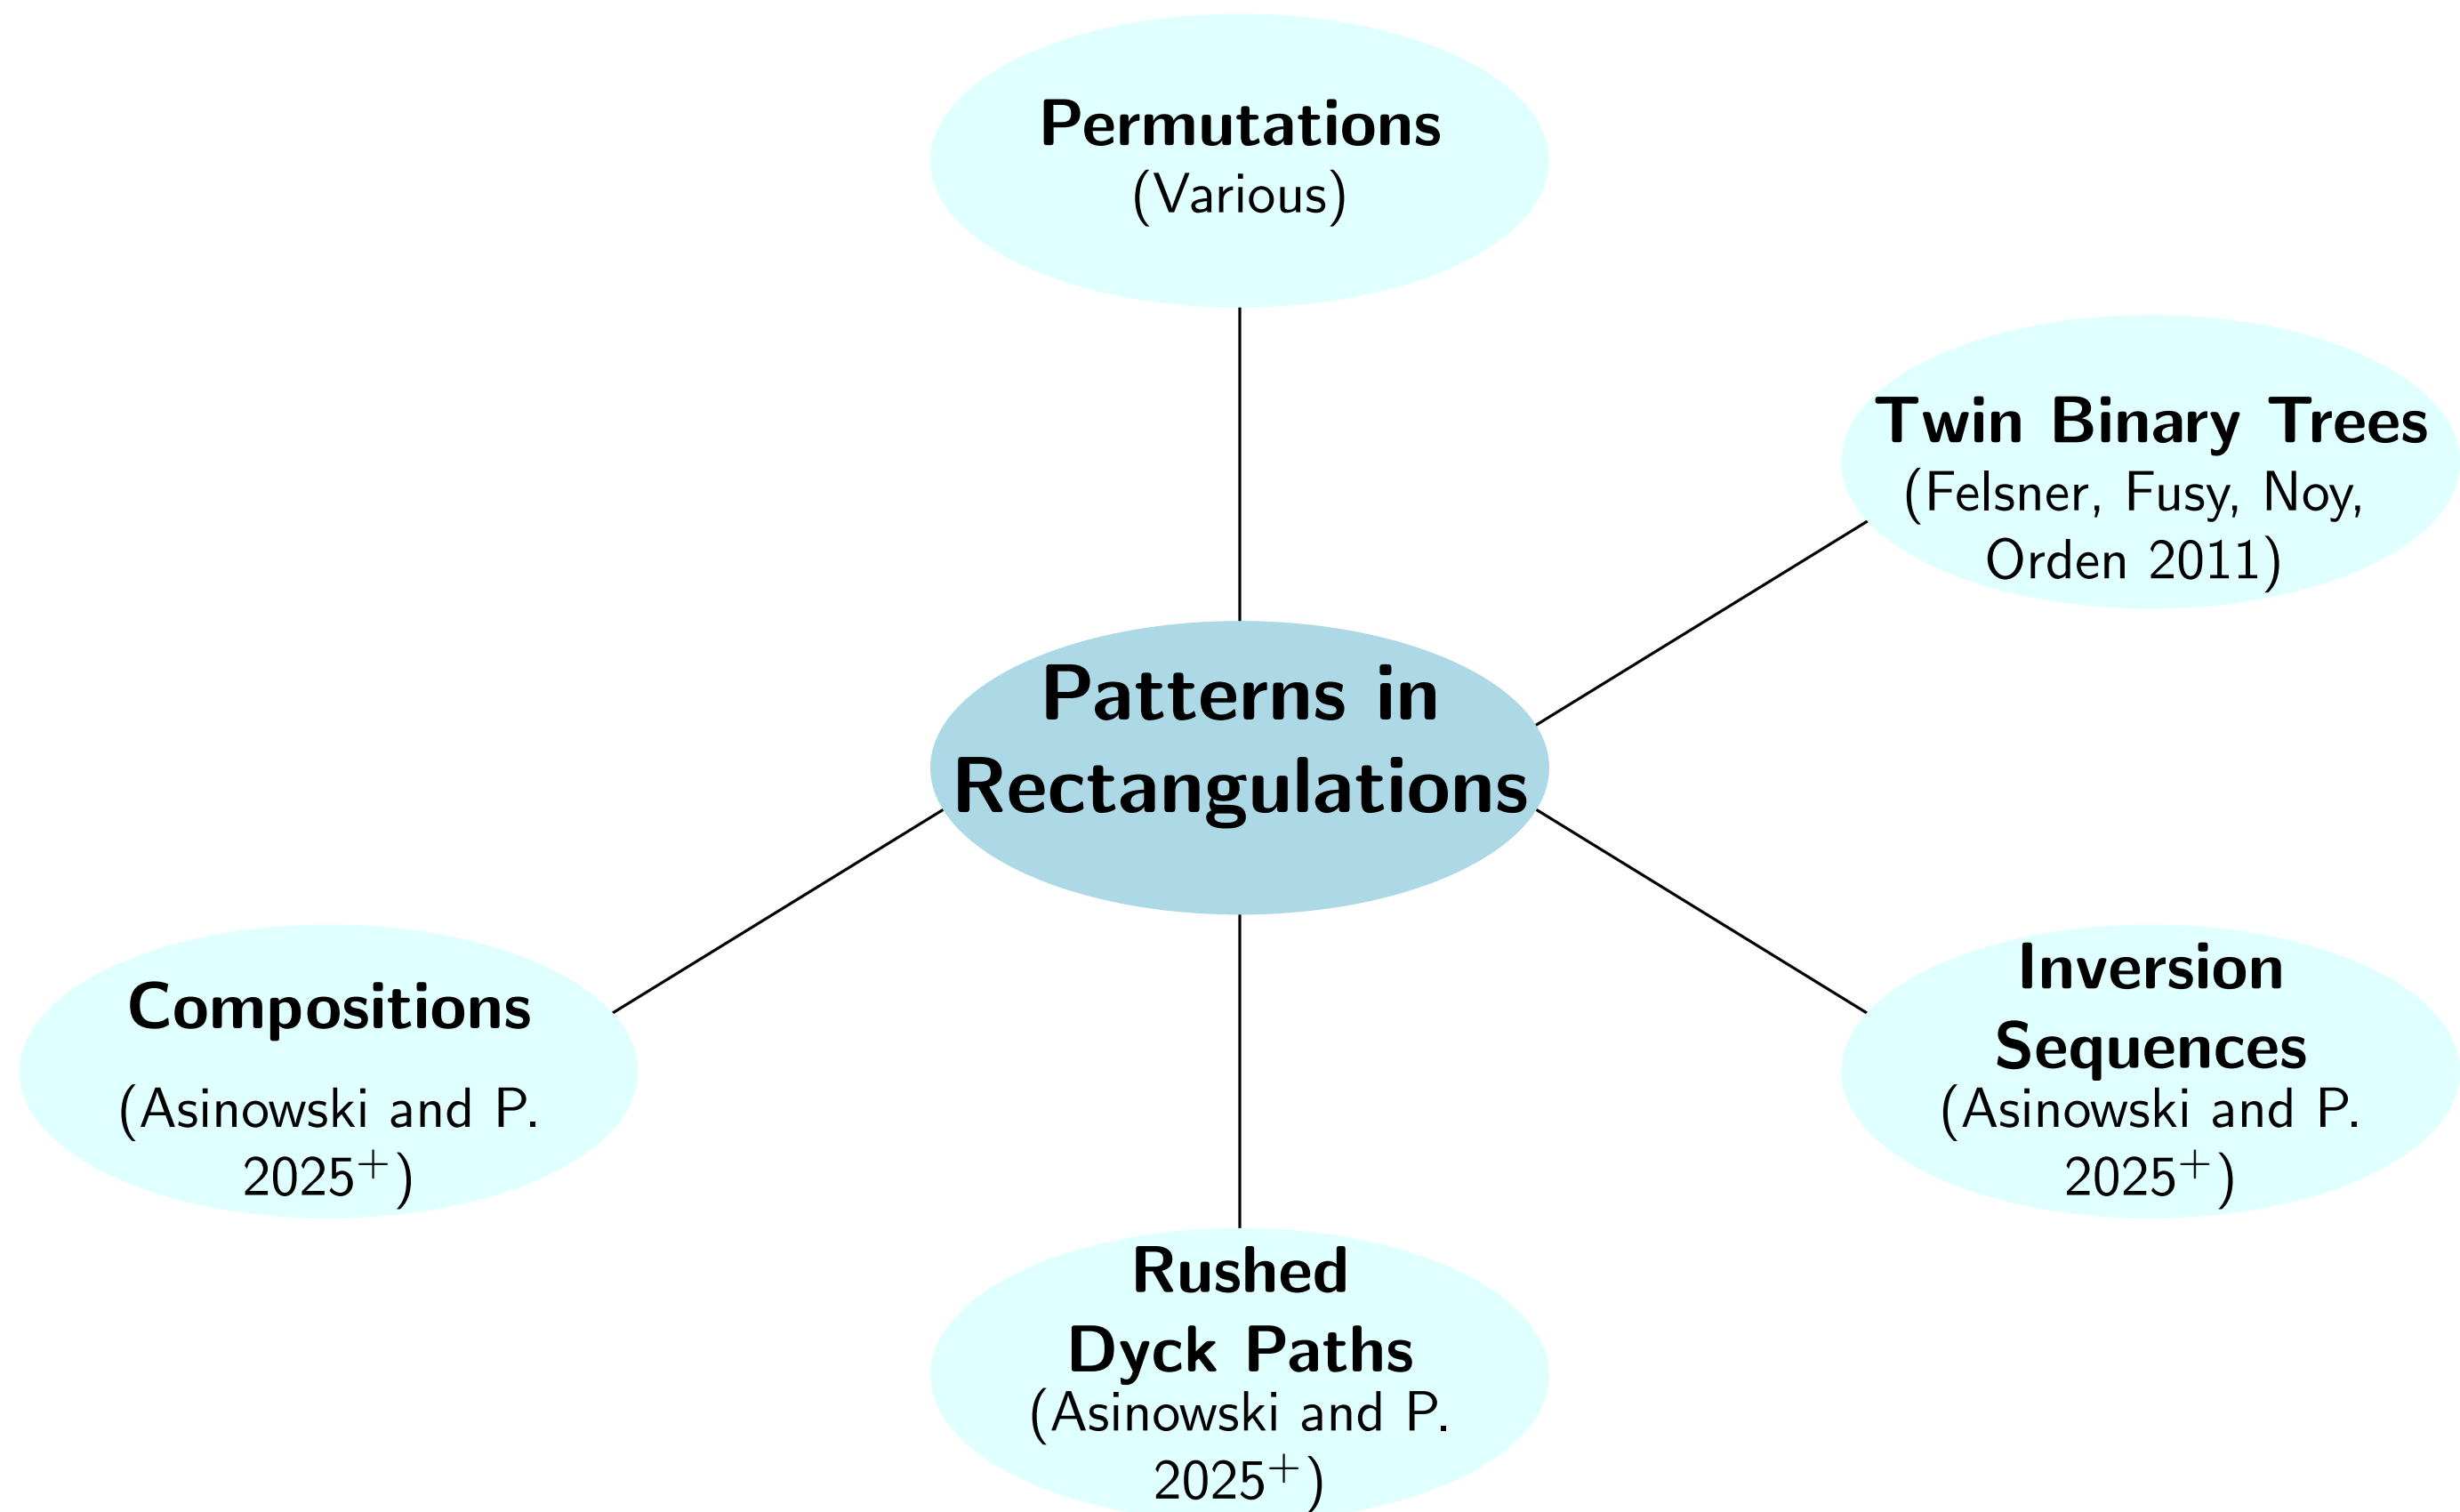 Permutations
(Various)
Twin Binary Trees
(Felsner, Fusy, Noy,
Orden 2011)
Patterns in
Rectangulations
Compositions
(Asinowski and P.
2025⁺)
Inversion
Sequences
(Asinowski and P.
2025⁺)
Rushed
Dyck Paths
(Asinowski and P.
2025⁺)